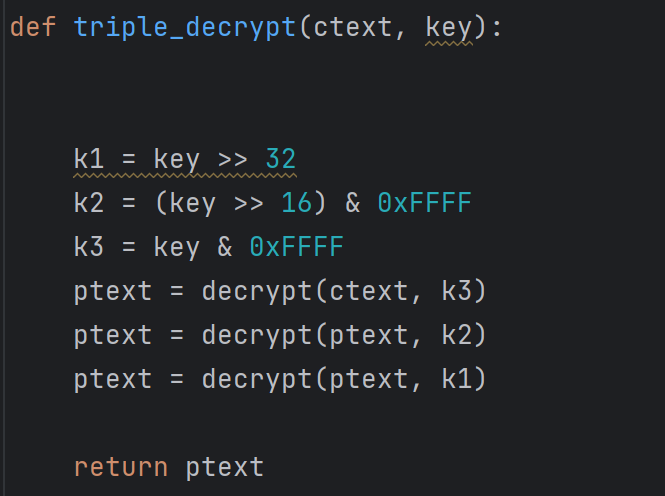 def triple_decrypt(ctext, key):
k1 = key >> 32
k2 = (key >> 16) & 0xFFFF
k3 = key & 0xFFFF
ptext = decrypt(ctext, k3)
ptext = decrypt(ptext, k2)
ptext = decrypt(ptext, k1)
return ptext